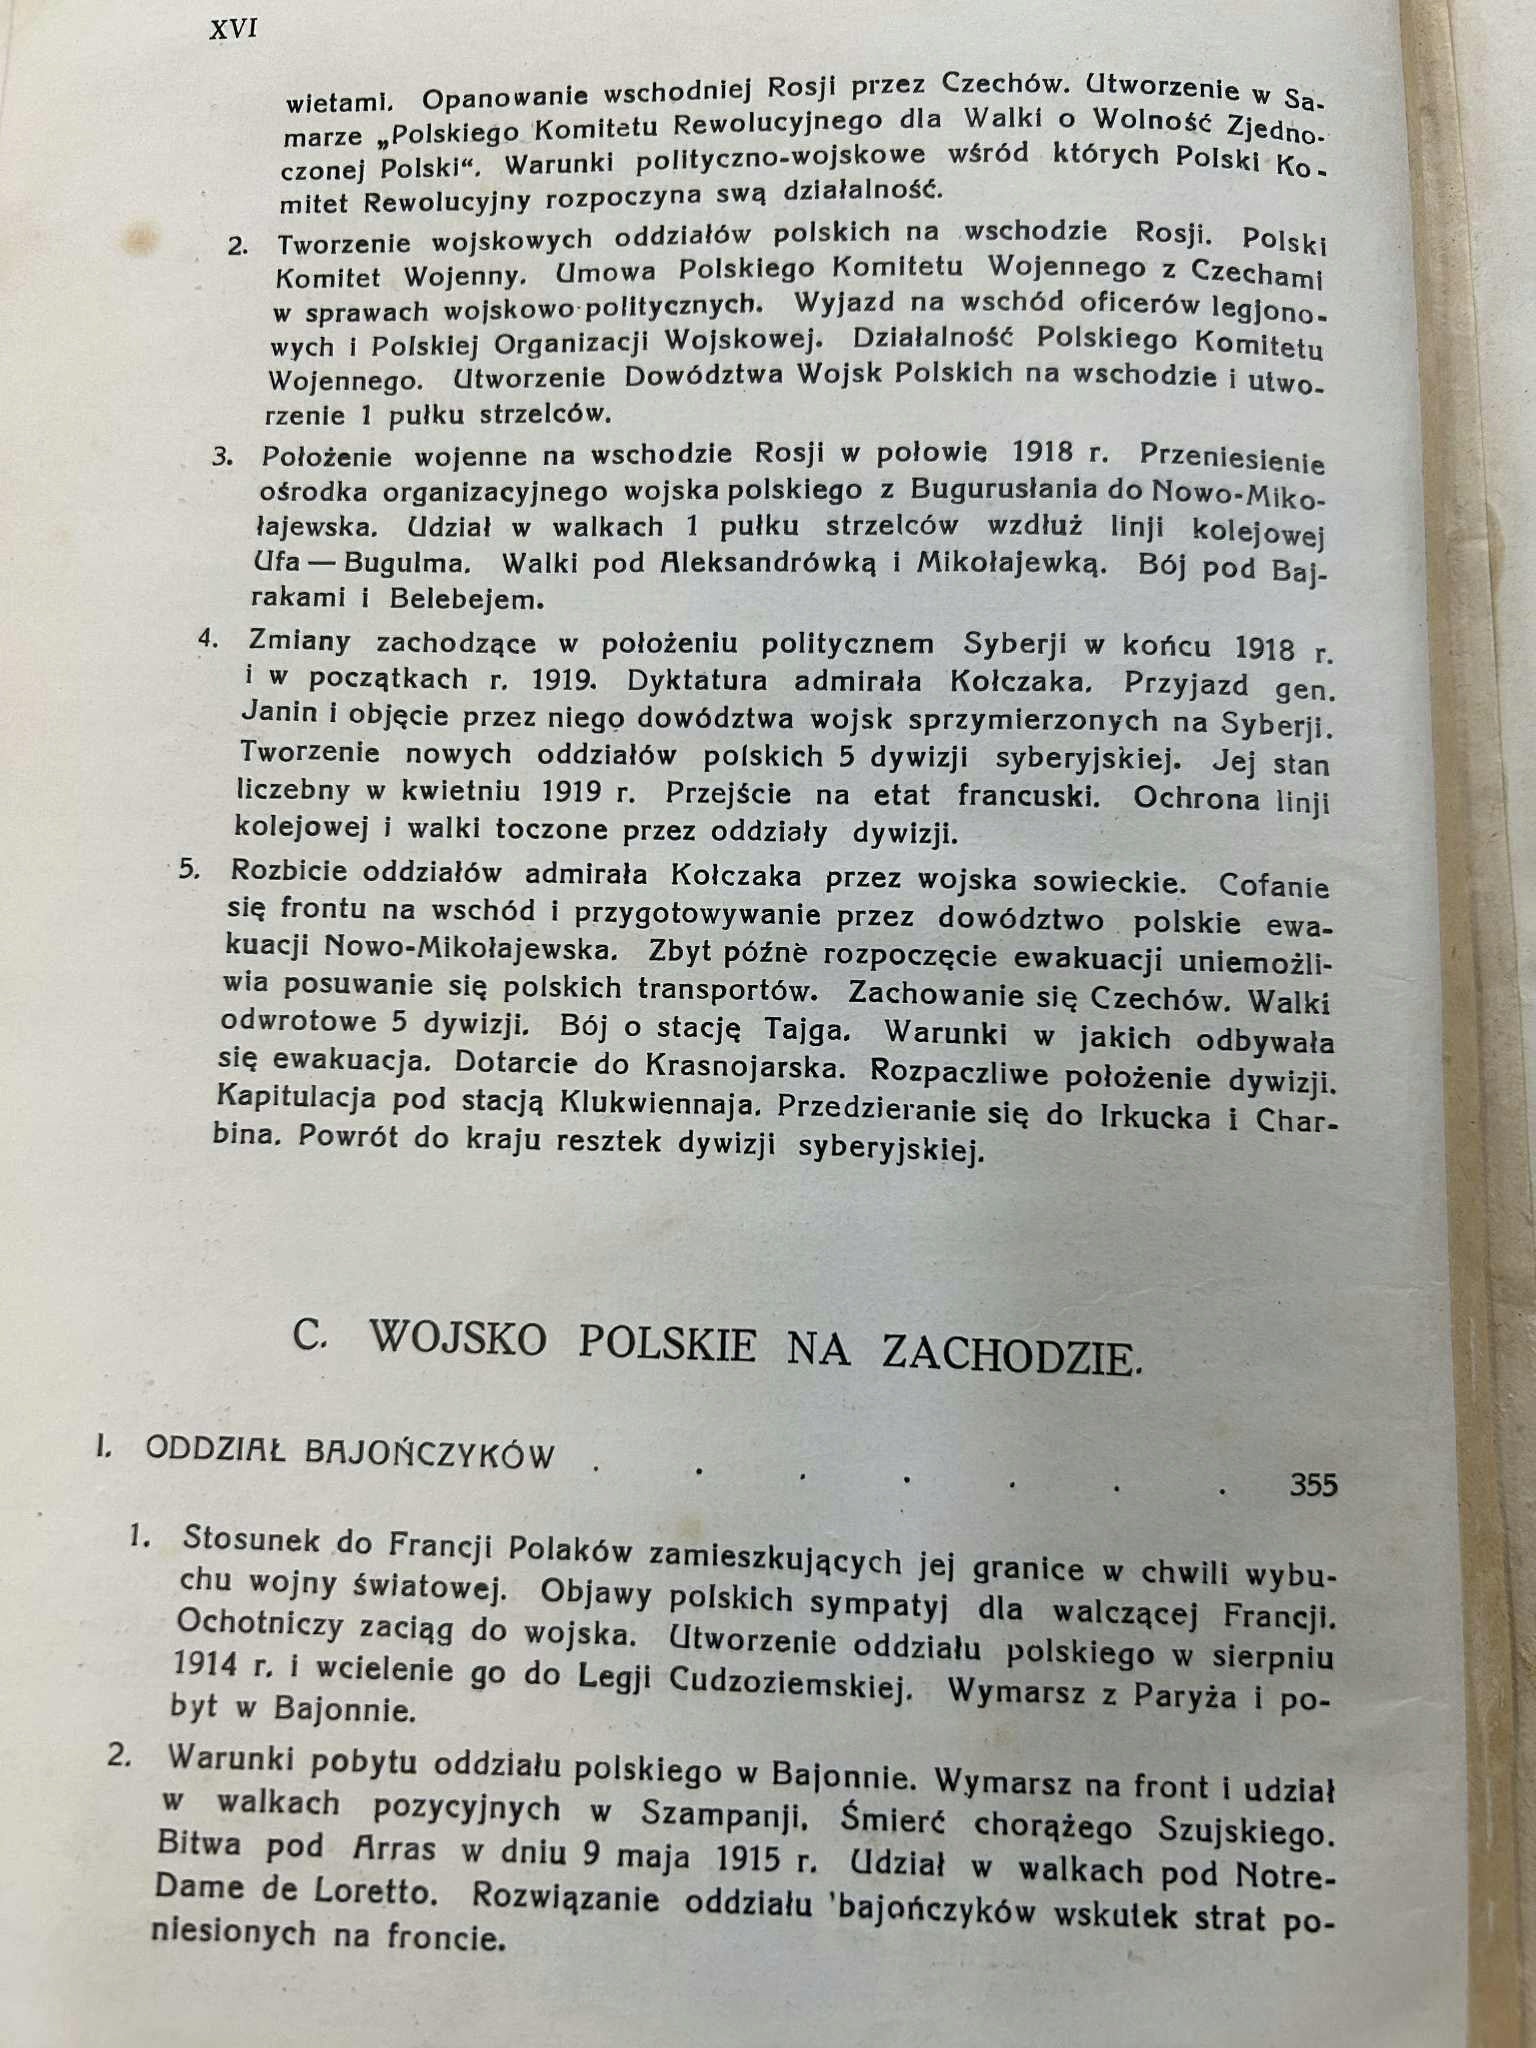 XVI
wietami. Opanowanie wschodniej Rosji przez Czechów. Utworzenie w Sa-
marze „Polskiego Komitetu Rewolucyjnego dla Walki o Wolność Zjedno-
czonej Polski“. Warunki polityczno-wojskowe wśród których Polski Ko-
mitet Rewolucyjny rozpoczyna swą działalność.
2. Tworzenie wojskowych oddziałów polskich na wschodzie Rosji. Polski
Komitet Wojenny. Umowa Polskiego Komitetu Wojennego z Czechami
w sprawach wojskowo-politycznych. Wyjazd na wschód oficerów legjono-
wych i Polskiej Organizacji Wojskowej. Działalność Polskiego Komitetu
Wojennego. Utworzenie Dowództwa Wojsk Polskich na wschodzie i utwo-
rzenie 1 pułku strzelców.
3. Położenie wojenne na wschodzie Rosji w połowie 1918 r. Przeniesienie
ośrodka organizacyjnego wojska polskiego z Bugurusłania do Nowo-Miko-
łajewska. Udział w walkach 1 pułku strzelców wzdłuż linji kolejowej
Ufa — Bugulma. Walki pod Aleksandrówką i Mikołajewką. Bój pod Baj-
rakami i Belebejem.
4. Zmiany zachodzące w położeniu politycznem Syberji w końcu 1918 r.
i w początkach r. 1919. Dyktatura admirała Kołczaka. Przyjazd gen.
Janin i objęcie przez niego dowództwa wojsk sprzymierzonych na Syberji.
Tworzenie nowych oddziałów polskich 5 dywizji syberyjskiej. Jej stan
liczebny w kwietniu 1919 r. Przejście na etat francuski. Ochrona linji
kolejowej i walki toczone przez oddziały dywizji.
5. Rozbicie oddziałów admirała Kołczaka przez wojska sowieckie. Cofanie
się frontu na wschód i przygotowywanie przez dowództwo polskie ewa-
kuacji Nowo-Mikołajewska. Zbyt późne rozpoczęcie ewakuacji uniemożli-
wia posuwanie się polskich transportów. Zachowanie się Czechów. Walki
odwrotowe 5 dywizji. Bój o stację Tajga. Warunki w jakich odbywała
się ewakuacja. Dotarcie do Krasnojarska. Rozpaczliwe położenie dywizji.
Kapitulacja pod stacją Klukwiennaja. Przedzieranie się do Irkucka i Char-
bina. Powrót do kraju resztek dywizji syberyjskiej.
C. WOJSKO POLSKIE NA ZACHODZIE.
I. ODDZIAŁ BAJOŃCZYKÓW . . . . . . . 355
1. Stosunek do Francji Polaków zamieszkujących jej granice w chwili wybu-
chu wojny światowej. Objawy polskich sympatyj dla walczącej Francji.
Ochotniczy zaciąg do wojska. Utworzenie oddziału polskiego w sierpniu
1914 r. i wcielenie go do Legji Cudzoziemskiej. Wymarsz z Paryża i po-
byt w Bajonnie.
2. Warunki pobytu oddziału polskiego w Bajonnie. Wymarsz na front i udział
w walkach pozycyjnych w Szampanji. Śmierć chorążego Szujskiego.
Bitwa pod Arras w dniu 9 maja 1915 r. Udział w walkach pod Notre-
Dame de Loretto. Rozwiązanie oddziału 'bajończyków wskutek strat po-
niesionych na froncie.